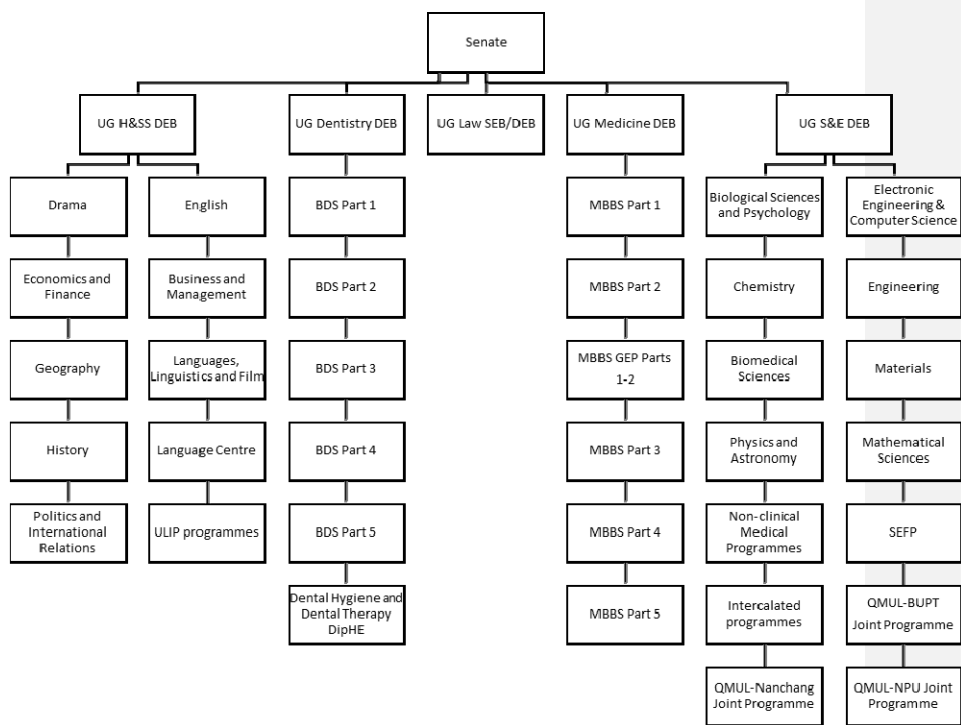 Senate
UG H&SS DEB
UG Dentistry DEB
UG Law SEB/DEB
UG Medicine DEB
UG S&E DEB
Drama
English
BDS Part 1
MBBS Part 1
Biological Sciences
and Psychology
Electronic
Engineering &
Computer Science
Economics and
Finance
Business and
Management
BDS Part 2
MBBS Part 2
Chemistry
Engineering
Geography
Languages,
Linguistics and Film
BDS Part 3
MBBS GEP Parts
1-2
Biomedical
Sciences
Materials
History
Language Centre
BDS Part 4
MBBS Part 3
Physics and
Astronomy
Mathematical
Sciences
Politics and
International
Relations
ULIP programmes
BDS Part 5
MBBS Part 4
Non-clinical
Medical
Programmes
SEFP
Dental Hygiene and
Dental Therapy
DipHE
MBBS Part 5
Intercalated
programmes
QMUL-BUPT
Joint Programme
QMUL-Nanchang
Joint Programme
QMUL-NPU Joint
Programme